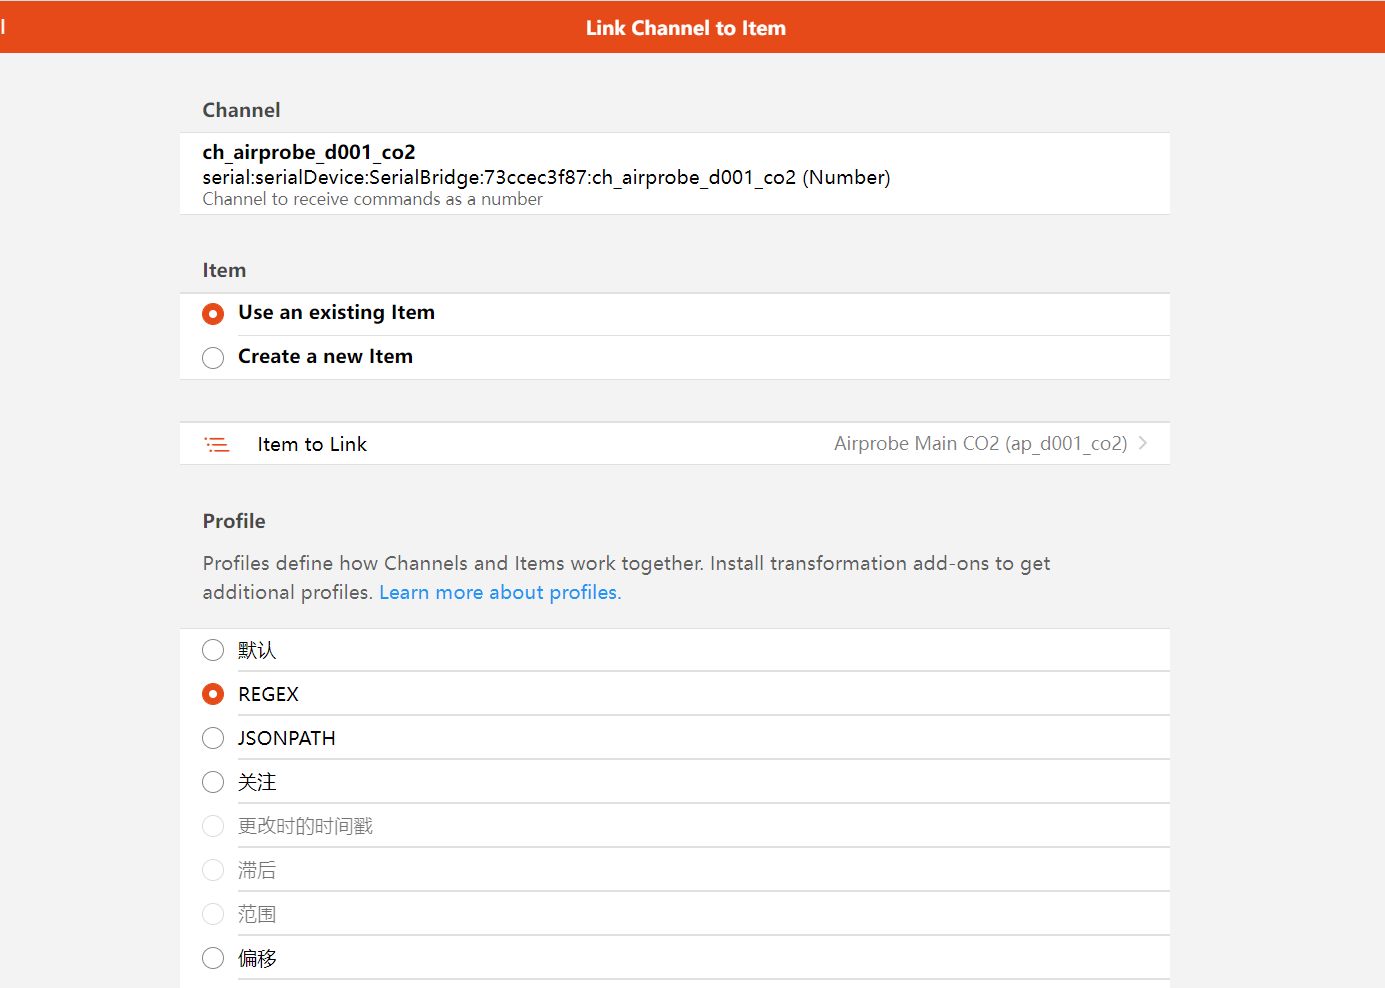 Link Channel to Item
Channel
ch_airprobe_d001_co2
serial:serialDevice:SerialBridge:73ccec3f87:ch_airprobe_d001_co2 (Number)
Channel to receive commands as a number
Item
Use an existing Item
Create a new Item
Item to Link
Airprobe Main CO2 (ap_d001_co2)
Profile
Profiles define how Channels and Items work together. Install transformation add-ons to get
additional profiles. Learn more about profiles.
默认
REGEX
JSONPATH
关注
更改时的时间戳
滞后
范围
偏移